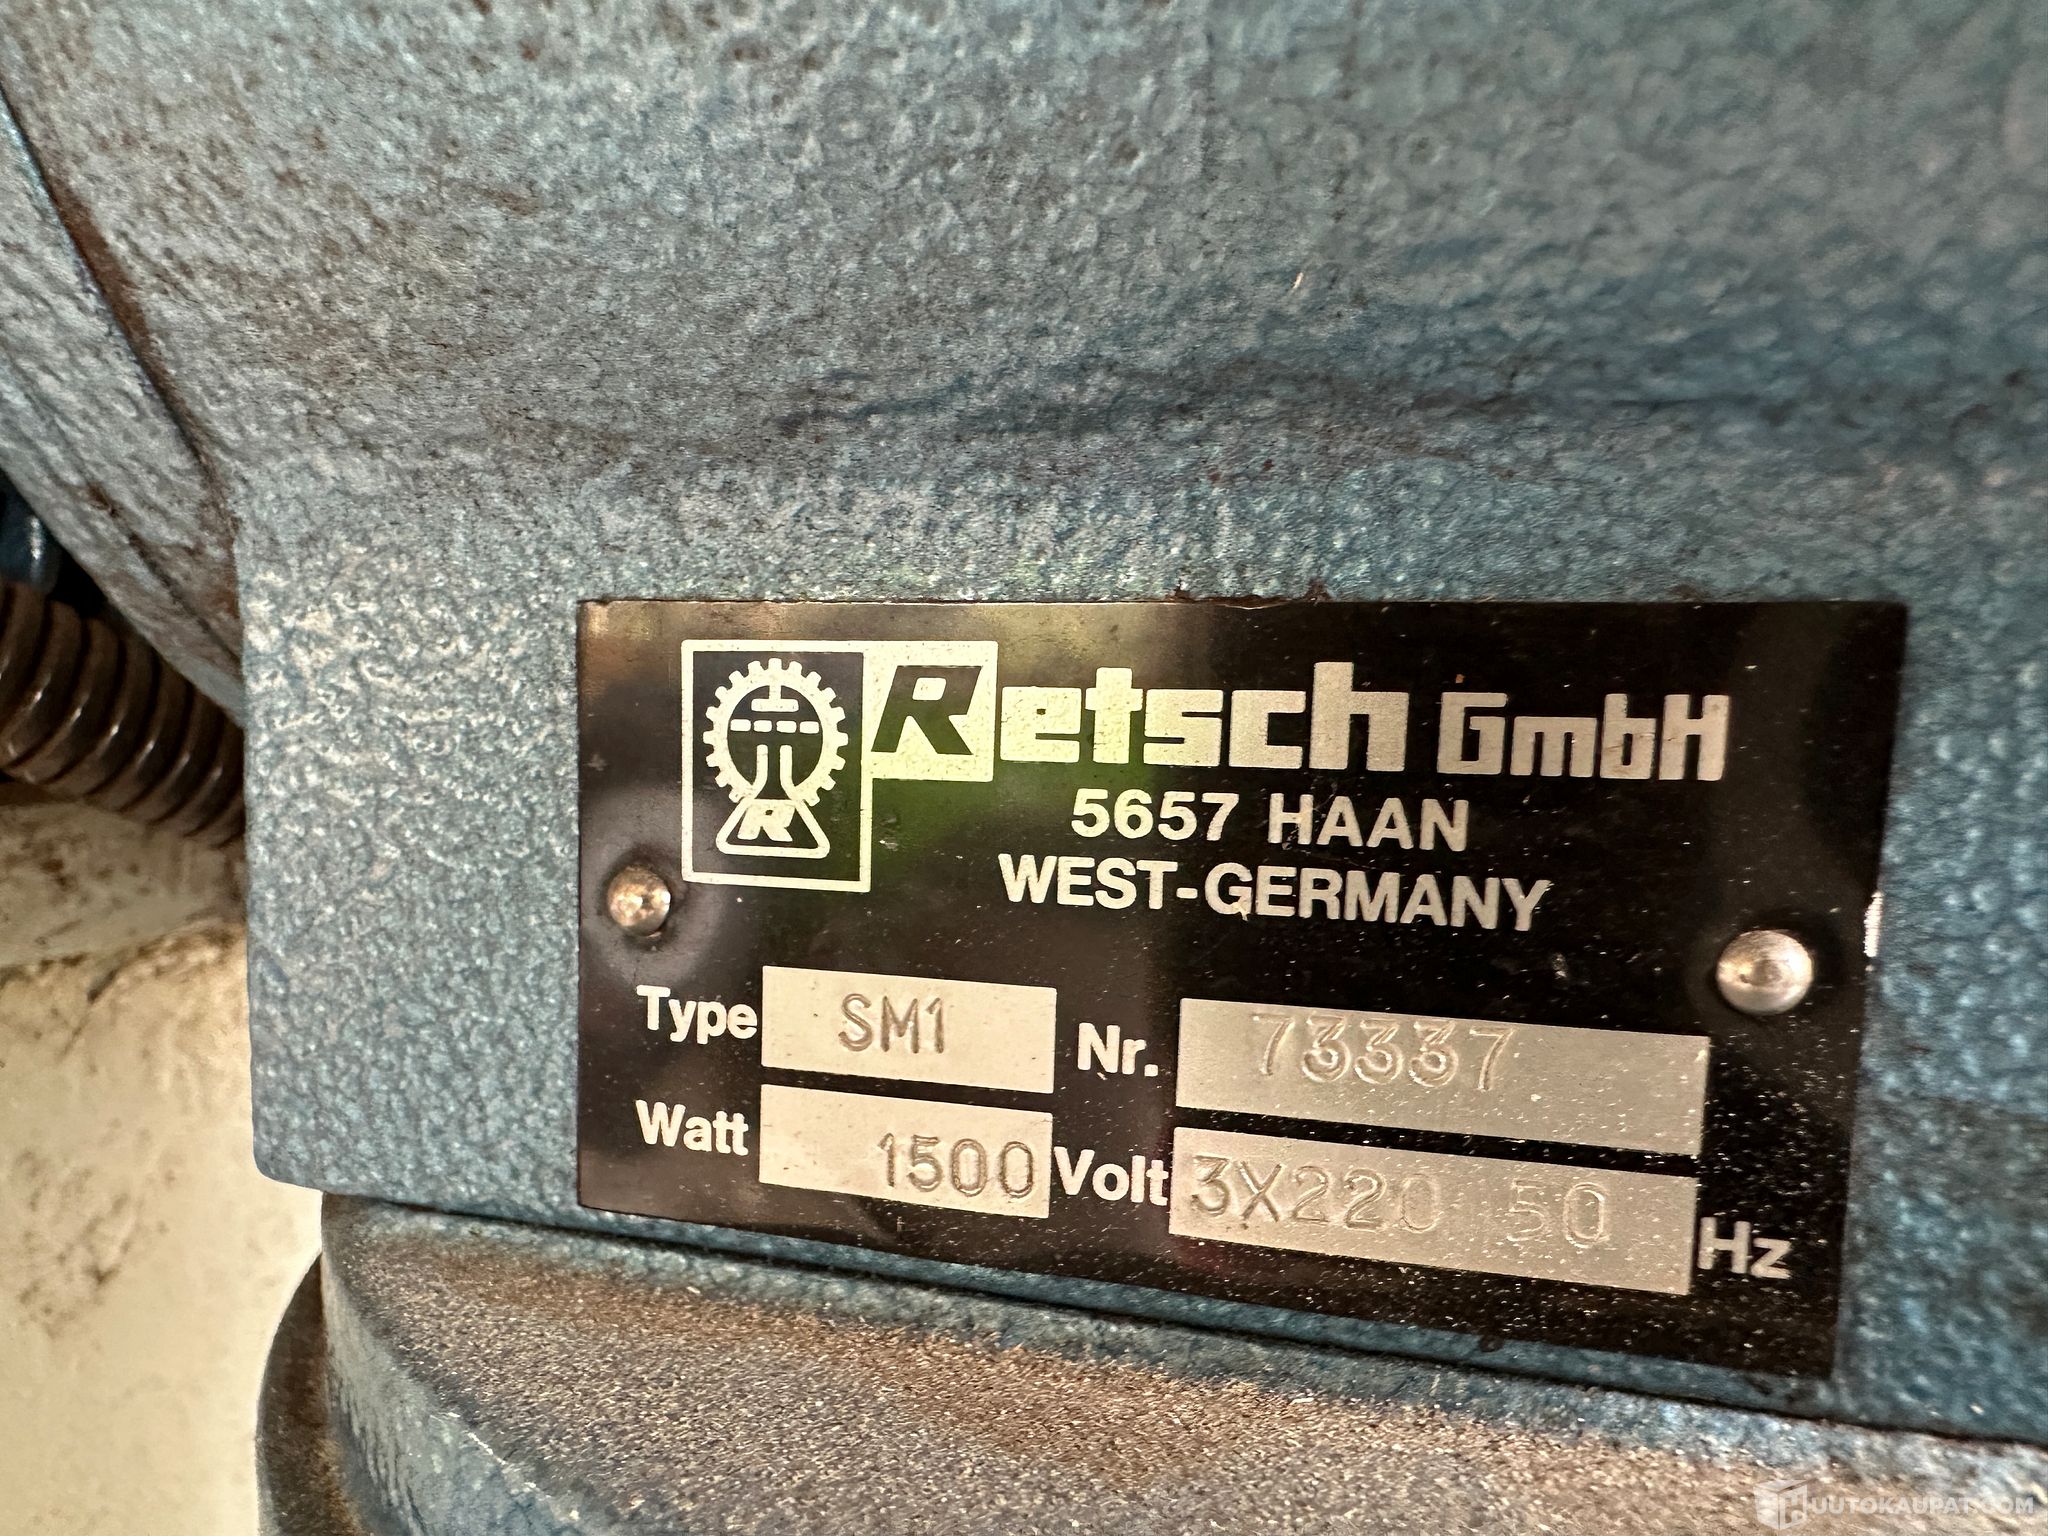 Retsch GmbH
R
5657 HAAN
WEST-GERMANY
Type SM1 Nr. 73337
Watt 1500 Volt 3X220 50 Hz
HUUTOKAUPAT.COM